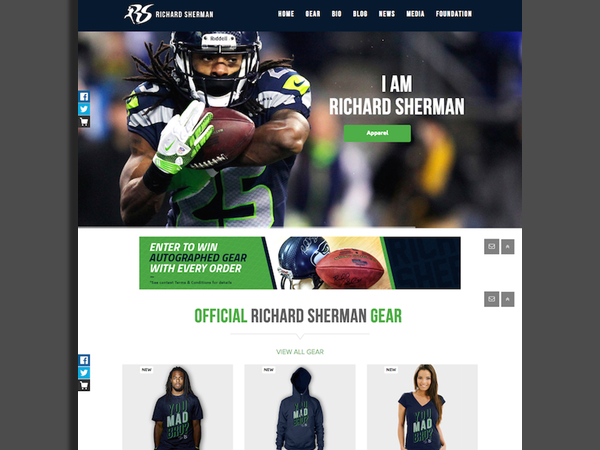 RS RICHARD SHERMAN
HOME GEAR BIO BLOG NEWS MEDIA FOUNDATION
Riddell
25
I AM
RICHARD SHERMAN
Apparel
ENTER TO WIN
AUTOGRAPHED GEAR
WITH EVERY ORDER
*See contest Terms & Conditions for details
OFFICIAL RICHARD SHERMAN GEAR
VIEW ALL GEAR
NEW NEW NEW
YOU
MAD
BRO?
YOU
MAD
BRO?
YOU
MAD
BRO?